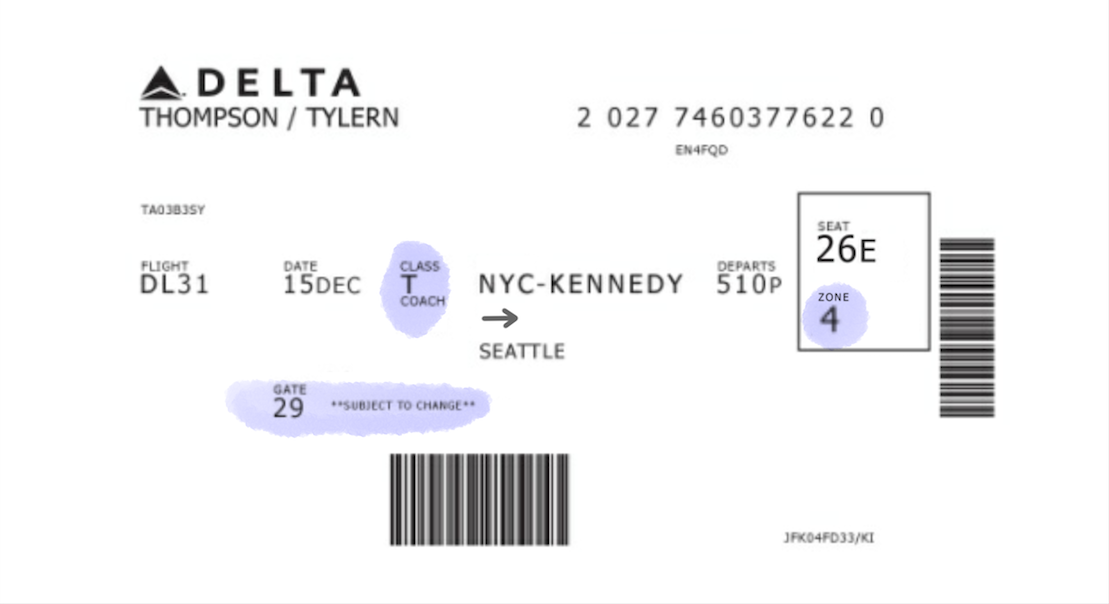 DELTA
THOMPSON / TYLERN
2 027 7460377622 0
EN4FQD
TA03B3SY
FLIGHT
DL31
DATE
15DEC
CLASS
T
COACH
NYC-KENNEDY
→
SEATTLE
DEPARTS
510P
SEAT
26E
ZONE
4
GATE
29 **SUBJECT TO CHANGE**
JFK04FD33/KI